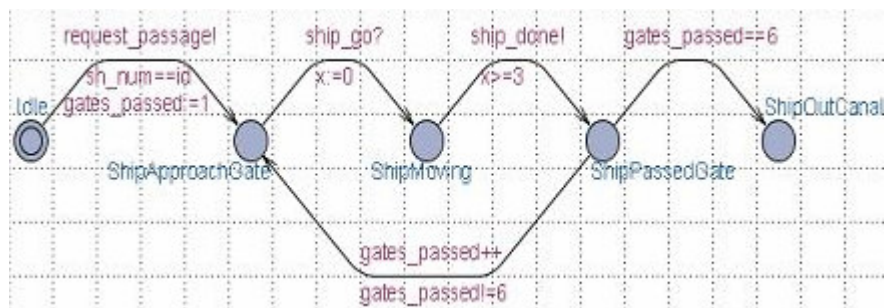 request_passage!
sh_num==id
gates_passed:=1
ship_go?
x:=0
ship_done!
x>=3
gates_passed==6
Idle
ShipApproachGate
ShipMoving
ShipPassedGate
ShipOutCanal
gates_passed++
gates_passed!=6